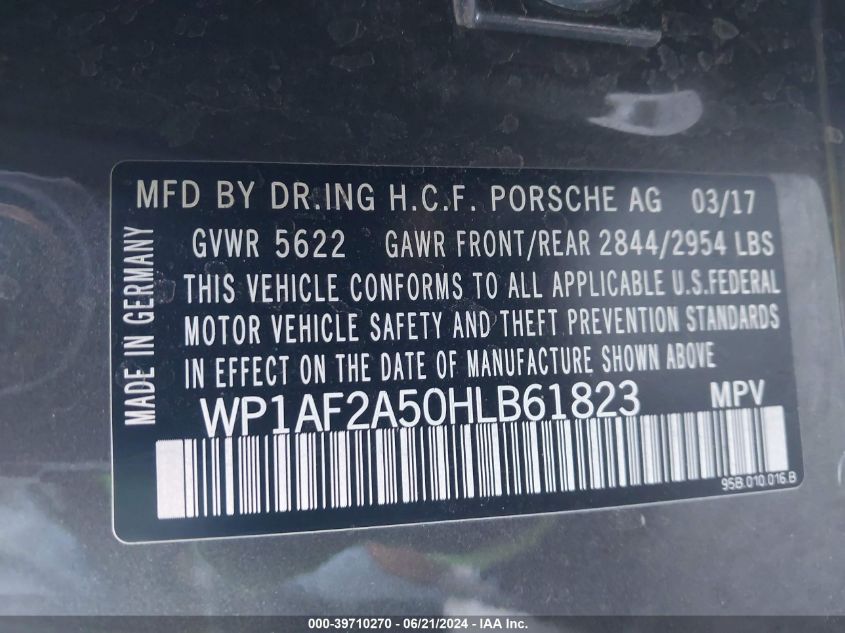 MFD BY DR.ING H.C.F. PORSCHE AG 03/17
GVWR 5622 GAWR FRONT/REAR 2844/2954 LBS
THIS VEHICLE CONFORMS TO ALL APPLICABLE U.S.FEDERAL
MOTOR VEHICLE SAFETY AND THEFT PREVENTION STANDARDS
IN EFFECT ON THE DATE OF MANUFACTURE SHOWN ABOVE
MADE IN GERMANY
WP1AF2A50HLB61823 MPV
95B.010.016.B
000-39710270 - 06/21/2024 - IAA Inc.